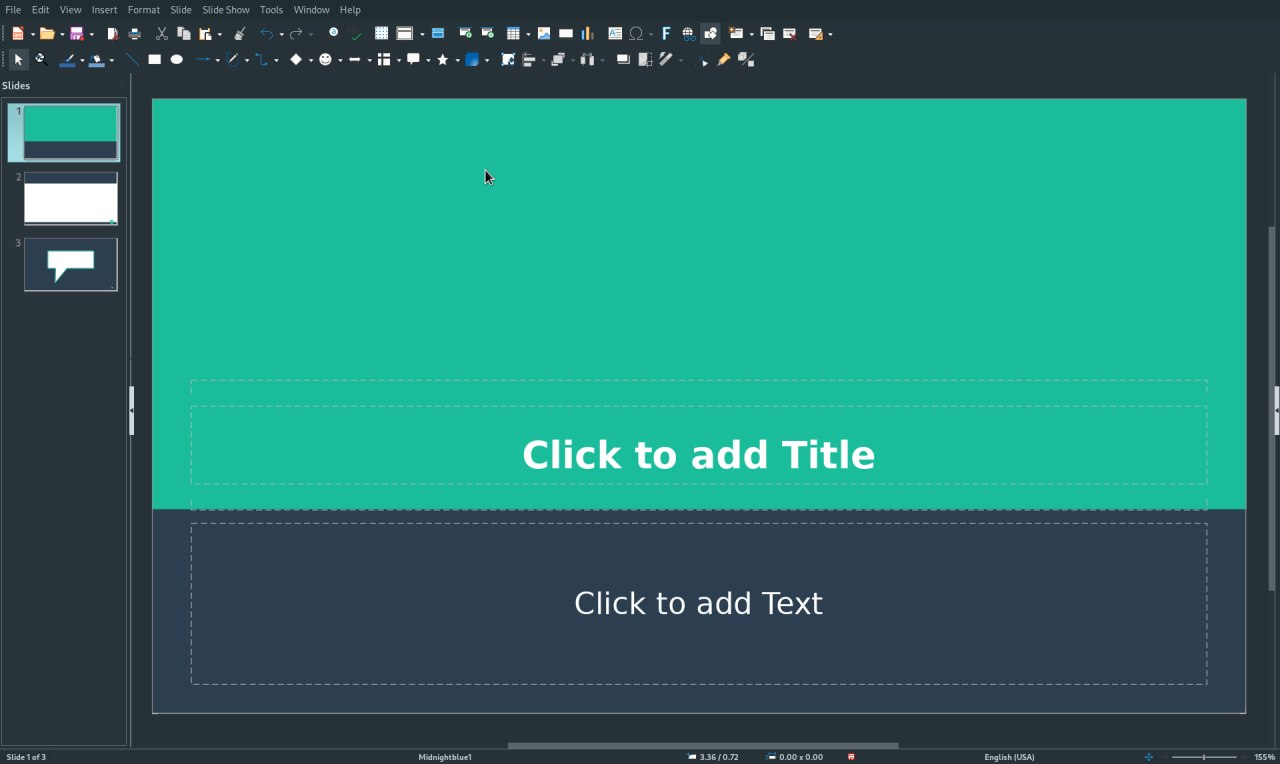 File Edit View Insert Format Slide Slide Show Tools Window Help
Slides
1
2
3
Click to add Title
Click to add Text
Slide 1 of 3 Midnightblue1 3.36 / 0.72 0.00 x 0.00 English (USA) 155%